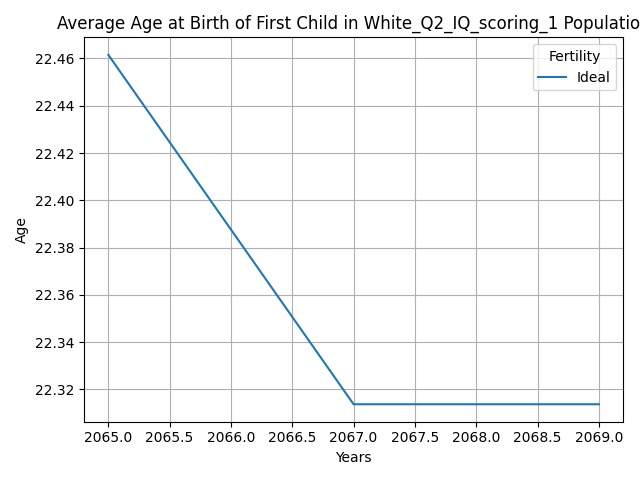 Average Age at Birth of First Child in White_Q2_IQ_scoring_1 Populatio
Fertility
Ideal
22.46
22.44
22.42
22.40
22.38
22.36
22.34
22.32
Age
2065.0 2065.5 2066.0 2066.5 2067.0 2067.5 2068.0 2068.5 2069.0
Years